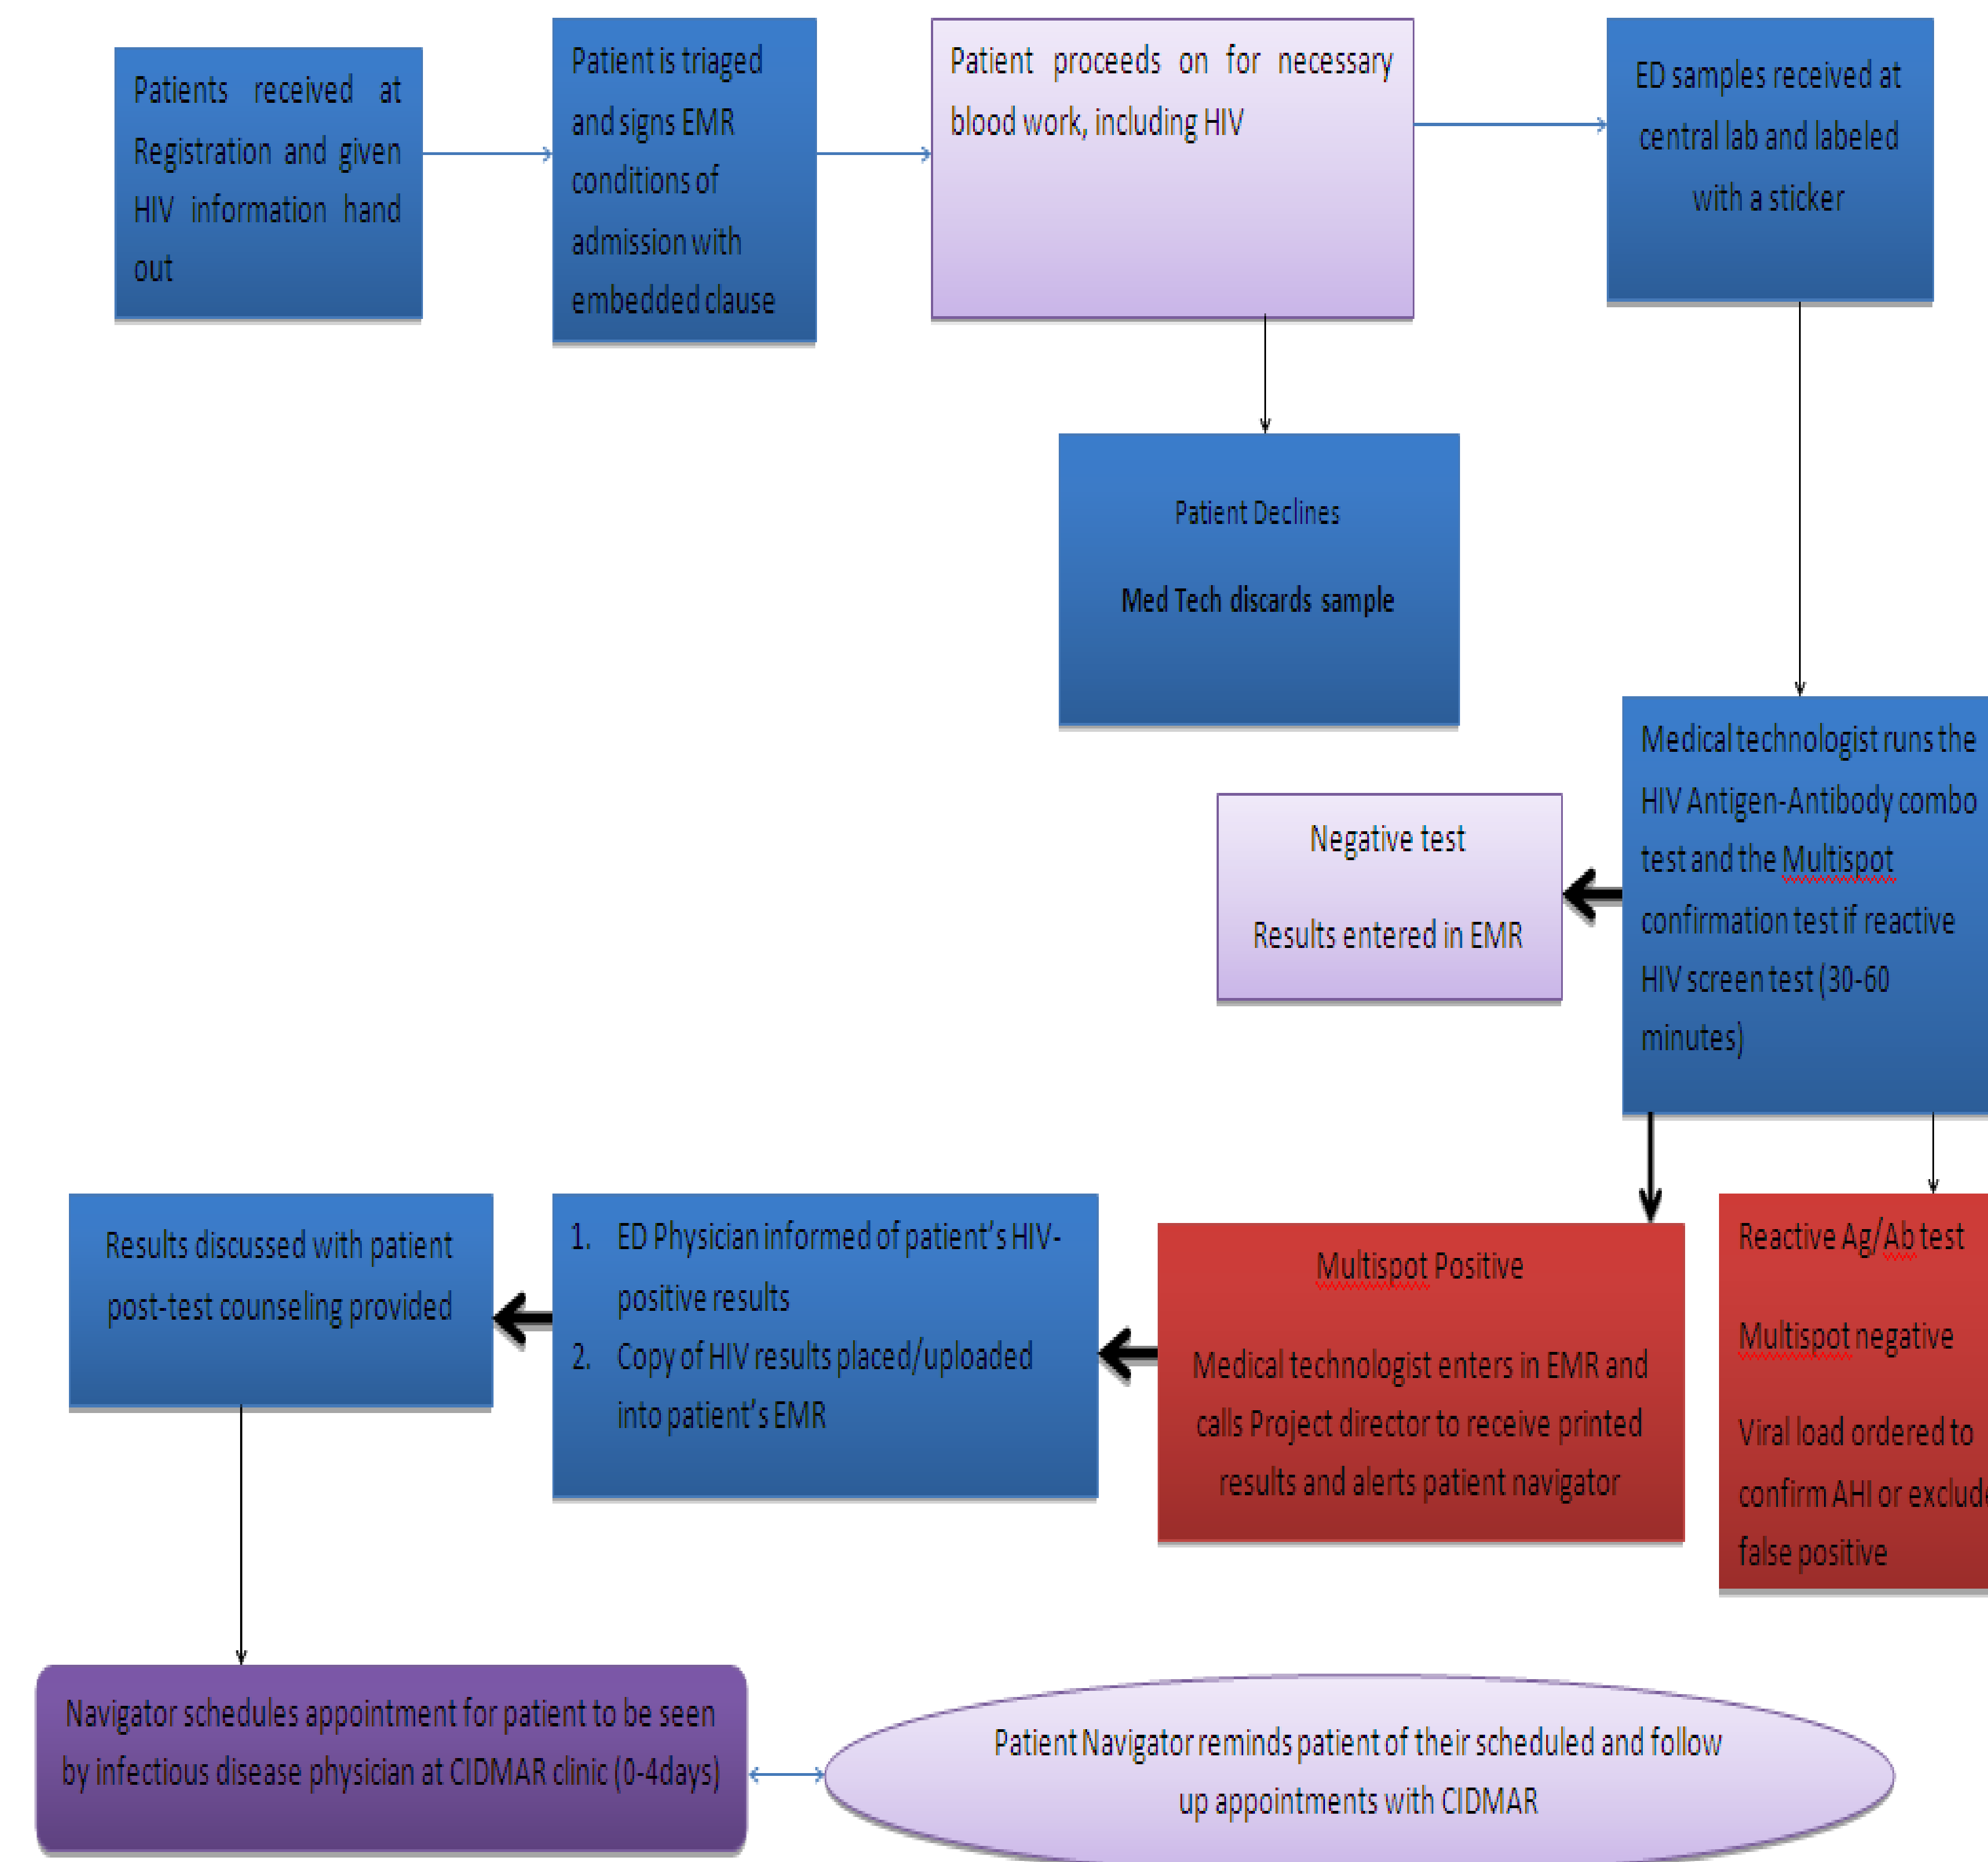 Patients received at
Registration and given
HIV information hand
out
Patient is triaged
and signs EMR
conditions of
admission with
embedded clause
Patient proceeds on for necessary
blood work, including HIV
ED samples received at
central lab and labeled
with a sticker
Patient Declines
Med Tech discards sample
Medical technologist runs the
HIV Antigen-Antibody combo
test and the Multispot
confirmation test if reactive
HIV screen test (30-60
minutes)
Negative test
Results entered in EMR
Reactive Ag/Ab test
Multispot negative
Viral load ordered to
confirm AHI or exclude
false positive
Multispot Positive
Medical technologist enters in EMR and
calls Project director to receive printed
results and alerts patient navigator
1. ED Physician informed of patient's HIV-
positive results
2. Copy of HIV results placed/uploaded
into patient's EMR
Results discussed with patient
post-test counseling provided
Navigator schedules appointment for patient to be seen
by infectious disease physician at CIDMAR clinic (0-4days)
Patient Navigator reminds patient of their scheduled and follow
up appointments with CIDMAR